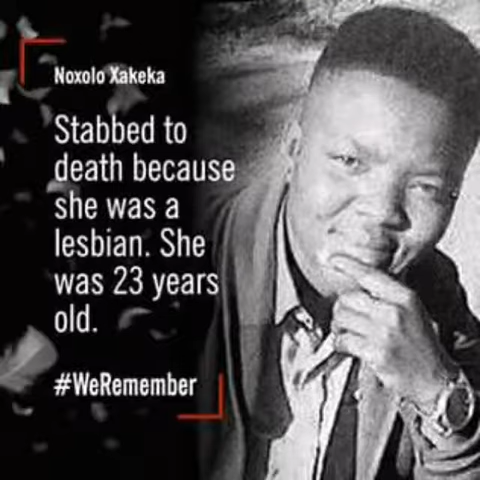 Noxolo Xakeka
Stabbed to
death because
she was a
lesbian. She
was 23 years
old.
#WeRemember